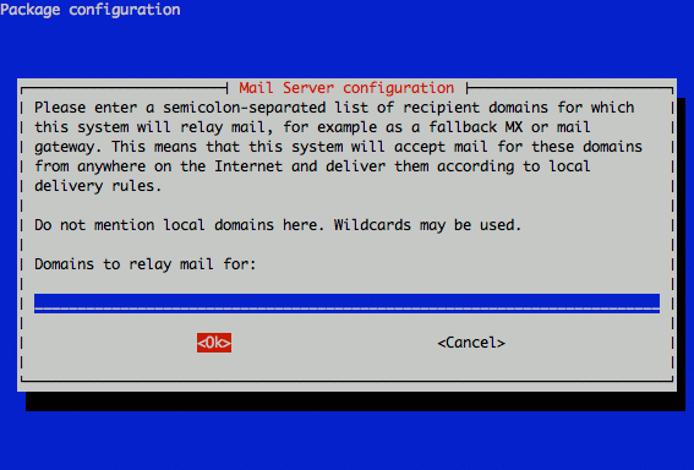 Package configuration
Mail Server configuration
Please enter a semicolon-separated list of recipient domains for which
this system will relay mail, for example as a fallback MX or mail
gateway. This means that this system will accept mail for these domains
from anywhere on the Internet and deliver them according to local
delivery rules.
Do not mention local domains here. Wildcards may be used.
Domains to relay mail for:
<Ok> <Cancel>